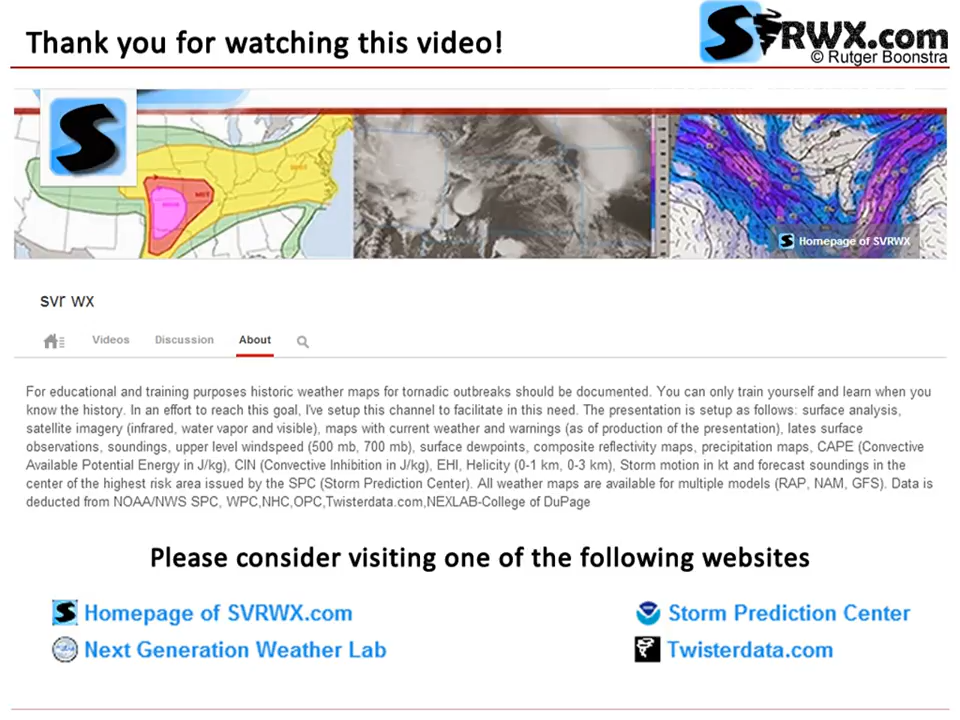 Thank you for watching this video!
SVRWX.com
© Rutger Boonstra
Homepage of SVRWX
svr wx
Videos Discussion About
For educational and training purposes historic weather maps for tornadic outbreaks should be documented. You can only train yourself and learn when you
know the history. In an effort to reach this goal, I've setup this channel to facilitate in this need. The presentation is setup as follows: surface analysis,
satellite imagery (infrared, water vapor and visible), maps with current weather and warnings (as of production of the presentation), lates surface
observations, soundings, upper level windspeed (500 mb, 700 mb), surface dewpoints, composite reflectivity maps, precipitation maps, CAPE (Convective
Available Potential Energy in J/kg), CIN (Convective Inhibition in J/kg), EHI, Helicity (0-1 km, 0-3 km), Storm motion in kt and forecast soundings in the
center of the highest risk area issued by the SPC (Storm Prediction Center). All weather maps are available for multiple models (RAP, NAM, GFS). Data is
deducted from NOAA/NWS SPC, WPC,NHC,OPC,Twisterdata.com,NEXLAB-College of DuPage
Please consider visiting one of the following websites
Homepage of SVRWX.com
Storm Prediction Center
Next Generation Weather Lab
Twisterdata.com